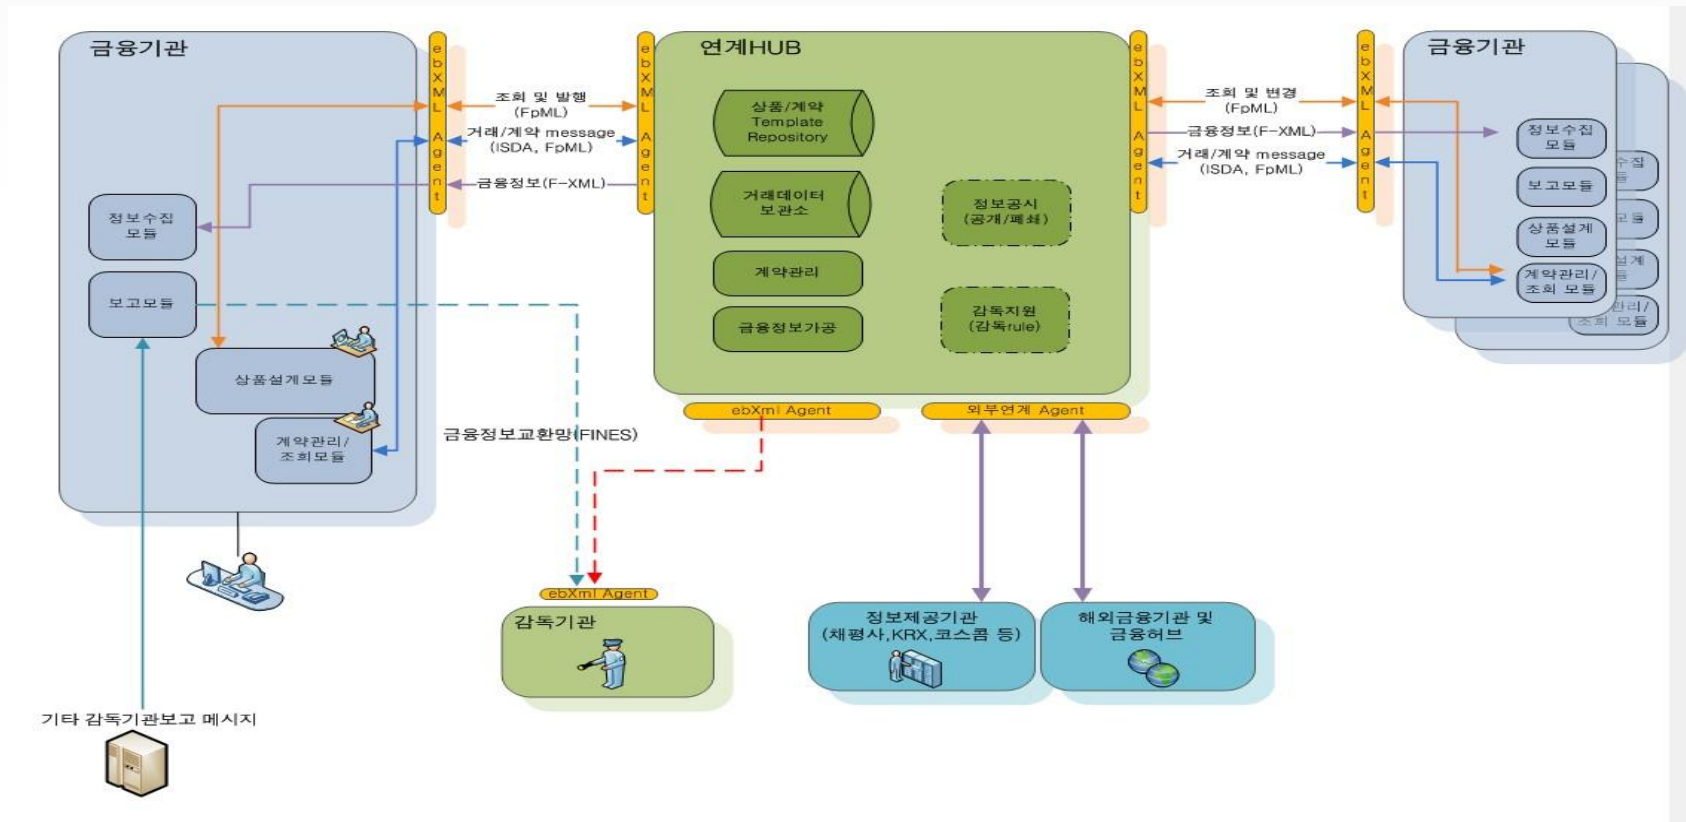 금융기관
ebXML Agent
조회 및 발행
(FpML)
거래/계약 message
(ISDA, FpML)
금융정보(F-XML)
정보수집
모듈
보고모듈
상품설계모듈
계약관리/
조회모듈
ebXML Agent
연계HUB
상품/계약
Template
Repository
거래데이터
보관소
계약관리
금융정보가공
정보공시
(공개/폐쇄)
감독지원
(감독rule)
ebXML Agent
조회 및 변경
(FpML)
금융정보(F-XML)
거래/계약 message
(ISDA, FpML)
ebXML Agent
금융기관
정보수집
모듈
보고모듈
상품설계
모듈
계약관리/
조회 모듈
조회 모듈
ebXml Agent
외부연계 Agent
금융정보교환망(FINES)
ebXml Agent
감독기관
정보제공기관
(채평사,KRX,코스콤 등)
해외금융기관 및
금융허브
기타 감독기관보고 메시지